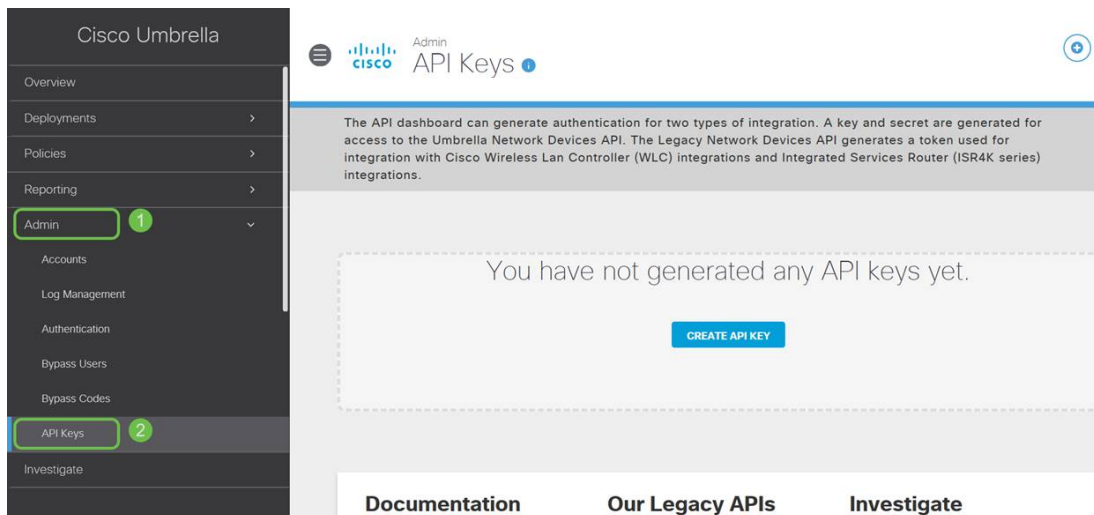 Cisco Umbrella
Overview
Deployments
Policies
Reporting
Admin
1
Accounts
Log Management
Authentication
Bypass Users
Bypass Codes
API Keys
2
Investigate
CISCO
Admin
API Keys
The API dashboard can generate authentication for two types of integration. A key and secret are generated for
access to the Umbrella Network Devices API. The Legacy Network Devices API generates a token used for
integration with Cisco Wireless Lan Controller (WLC) integrations and Integrated Services Router (ISR4K series)
integrations.
You have not generated any API keys yet.
CREATE API KEY
Documentation
Our Legacy APIs
Investigate